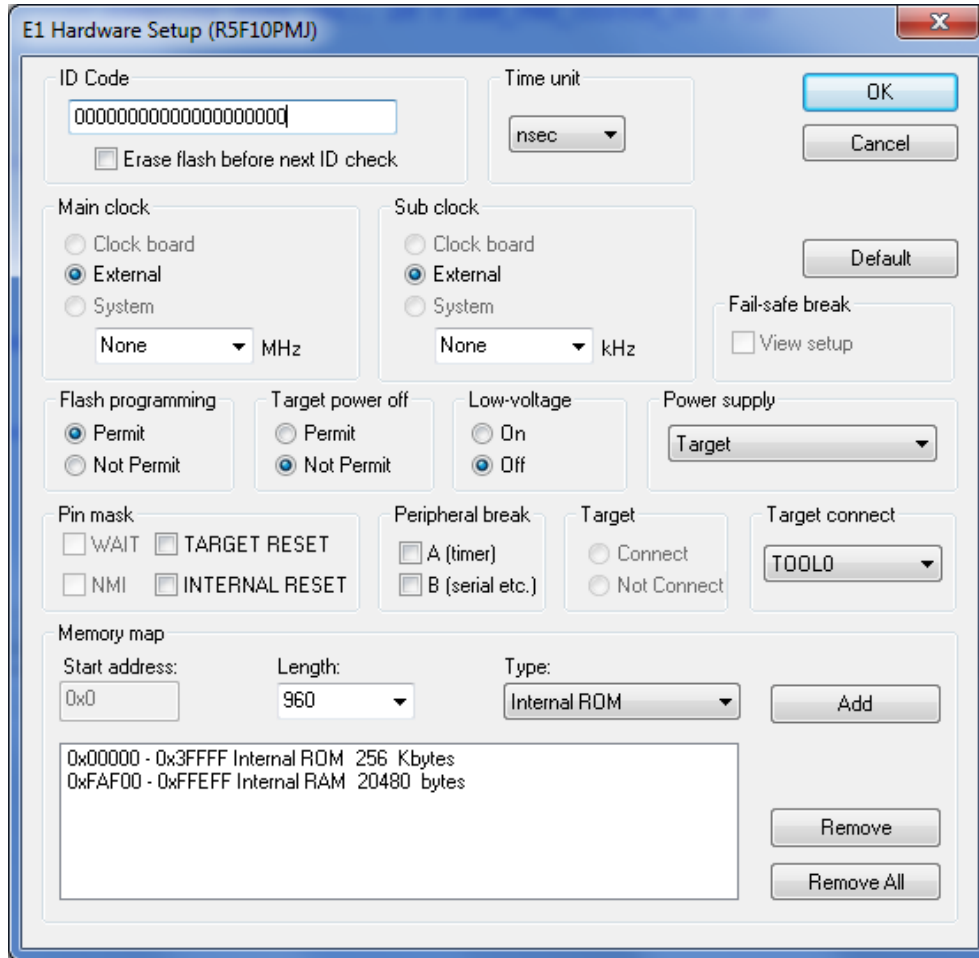 E1 Hardware Setup (R5F10PMJ)
ID Code
00000000000000000000
Erase flash before next ID check
Time unit
nsec
OK
Cancel
Main clock
Clock board
External
System
None MHz
Sub clock
Clock board
External
System
None kHz
Default
Fail-safe break
View setup
Flash programming
Permit
Not Permit
Target power off
Permit
Not Permit
Low-voltage
On
Off
Power supply
Target
Pin mask
WAIT TARGET RESET
NMI INTERNAL RESET
Peripheral break
A (timer)
B (serial etc.)
Target
Connect
Not Connect
Target connect
TOOL0
Memory map
Start address: Length: Type:
0x0 960 Internal ROM Add
0x00000 - 0x3FFFF Internal ROM 256 Kbytes
0xFAF00 - 0xFFEFF Internal RAM 20480 bytes
Remove
Remove All